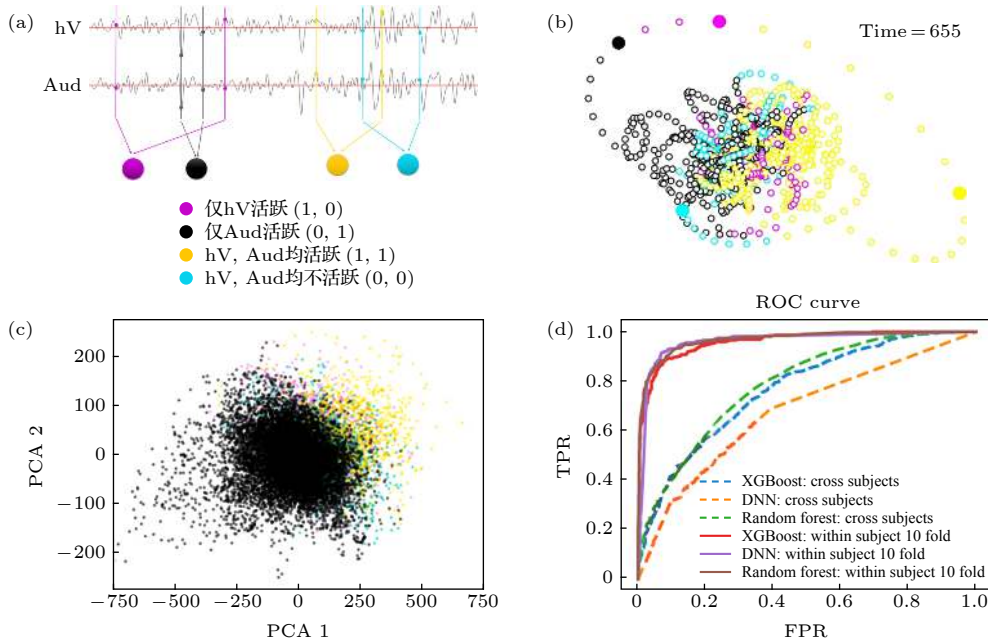 (a)
hV
Aud
仅hV活跃 (1, 0)
仅Aud活跃 (0, 1)
hV, Aud均活跃 (1, 1)
hV, Aud均不活跃 (0, 0)
(b)
Time = 655
(c)
200
100
0
−100
−200
PCA 2
−750
−500
−250
0
250
500
750
PCA 1
(d)
ROC curve
1.0
0.8
0.6
0.4
0.2
0
TPR
XGBoost: cross subjects
DNN: cross subjects
Random forest: cross subjects
XGBoost: within subject 10 fold
DNN: within subject 10 fold
Random forest: within subject 10 fold
0
0.2
0.4
0.6
0.8
1.0
FPR